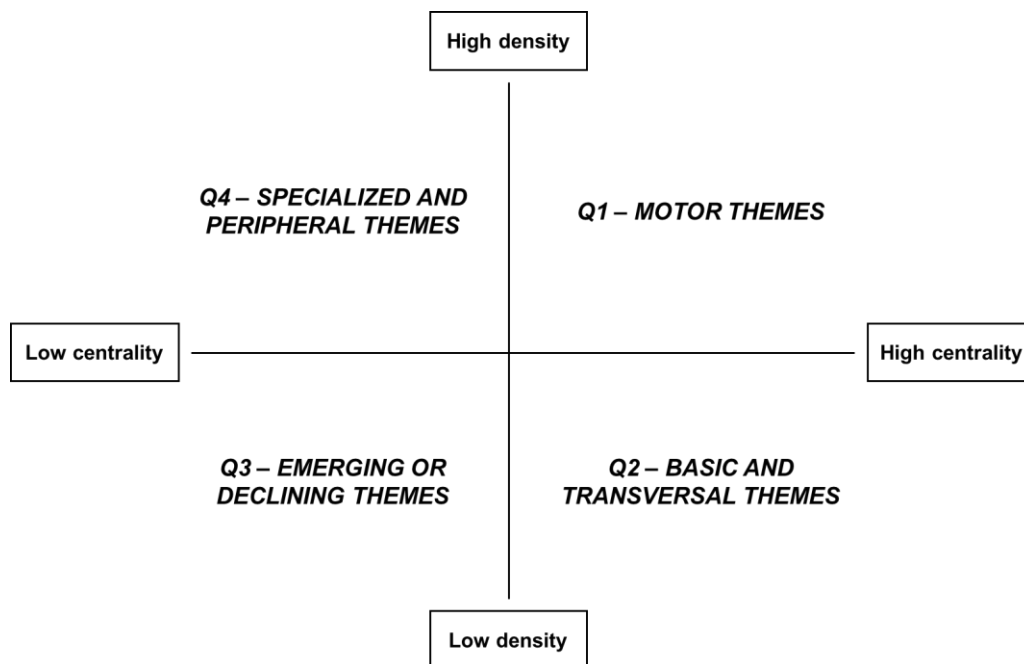 High density
Q4 – SPECIALIZED AND
PERIPHERAL THEMES
Q1 – MOTOR THEMES
Low centrality
High centrality
Q3 – EMERGING OR
DECLINING THEMES
Q2 – BASIC AND
TRANSVERSAL THEMES
Low density